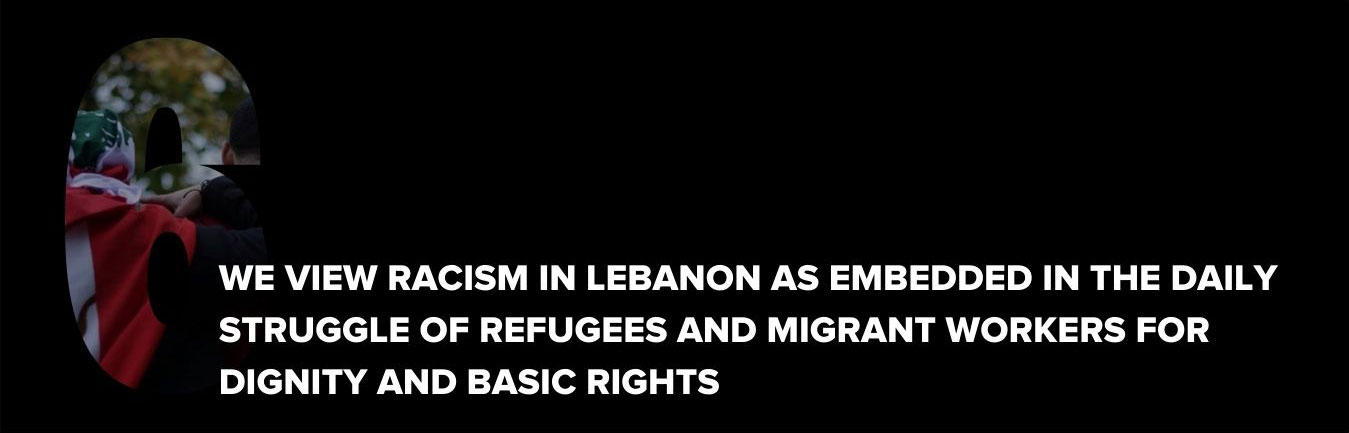 6
WE VIEW RACISM IN LEBANON AS EMBEDDED IN THE DAILY
STRUGGLE OF REFUGEES AND MIGRANT WORKERS FOR
DIGNITY AND BASIC RIGHTS